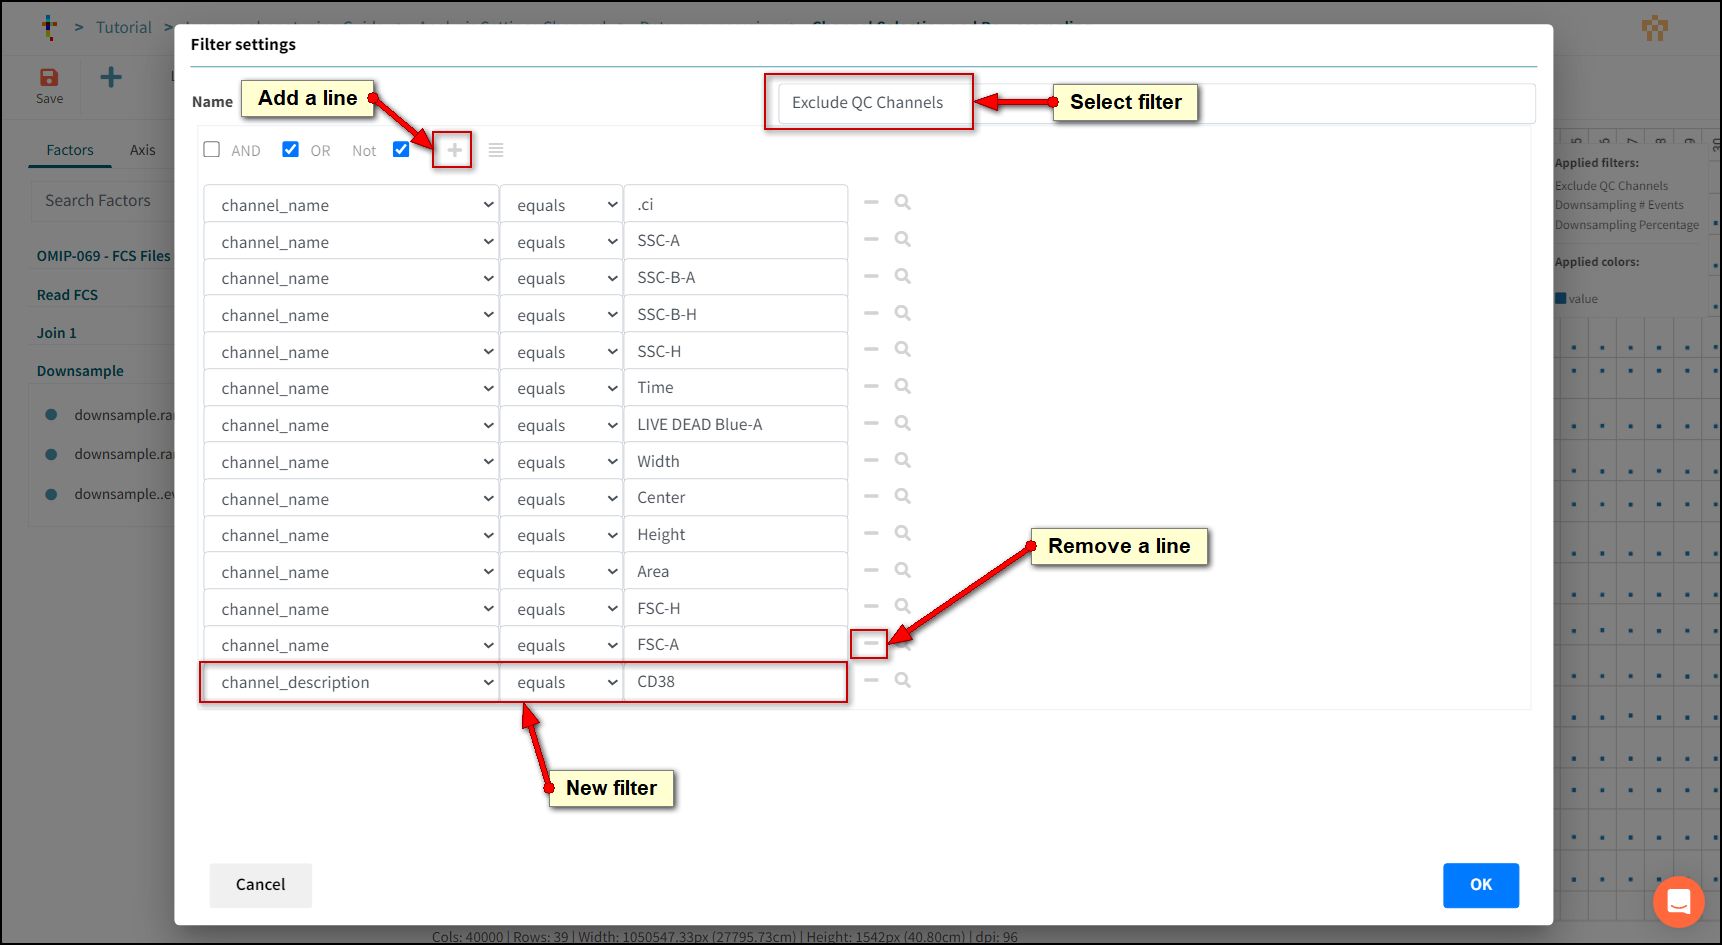 > Tutorial >
Filter settings
Save
Name
Add a line
Exclude QC Channels
Select filter
AND
OR
Not
Factors
Axis
Search Factors
OMIP-069 - FCS Files
Read FCS
Join 1
Downsample
downsample.ra
downsample.ra
downsample..e
channel_name equals .ci
channel_name equals SSC-A
channel_name equals SSC-B-A
channel_name equals SSC-B-H
channel_name equals SSC-H
channel_name equals Time
channel_name equals LIVE DEAD Blue-A
channel_name equals Width
channel_name equals Center
channel_name equals Height
channel_name equals Area
channel_name equals FSC-H
channel_name equals FSC-A
channel_description equals CD38
Remove a line
New filter
Applied filters:
Exclude QC Channels
Downsampling # Events
Downsampling Percentage
Applied colors:
value
Cancel
OK
Cols: 40000 | Rows: 39 | Width: 1050547.33px (27795.73cm) | Height: 1542px (40.80cm) | dpi: 96